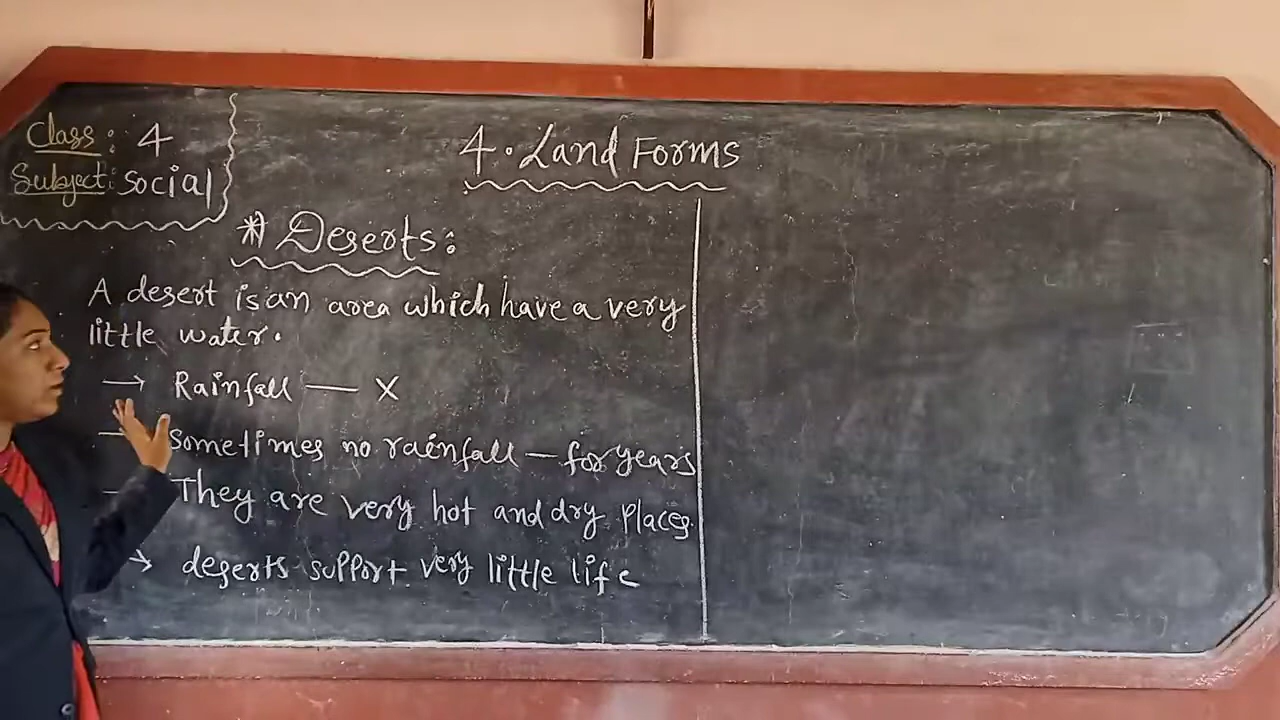 Class: 4
Subject: Social
4. Land Forms
* Deserts:
A desert is an area which have a very
little water.
→ Rainfall — ×
→ Sometimes no rainfall — for years
→ They are very hot and dry places.
→ deserts support very little life